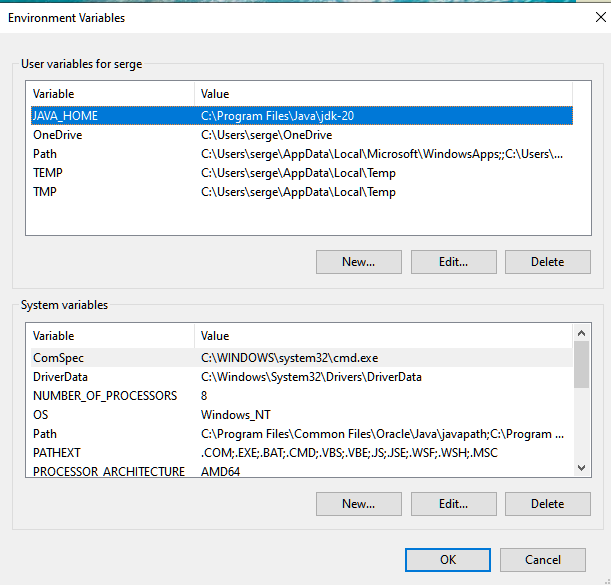 Environment Variables
User variables for serge
Variable Value
JAVA_HOME C:\Program Files\Java\jdk-20
OneDrive C:\Users\serge\OneDrive
Path C:\Users\serge\AppData\Local\Microsoft\WindowsApps;;C:\Users\...
TEMP C:\Users\serge\AppData\Local\Temp
TMP C:\Users\serge\AppData\Local\Temp
New... Edit... Delete
System variables
Variable Value
ComSpec C:\WINDOWS\system32\cmd.exe
DriverData C:\Windows\System32\Drivers\DriverData
NUMBER_OF_PROCESSORS 8
OS Windows_NT
Path C:\Program Files\Common Files\Oracle\Java\javapath;C:\Program ...
PATHEXT .COM;.EXE;.BAT;.CMD;.VBS;.VBE;.JS;.JSE;.WSF;.WSH;.MSC
PROCESSOR_ARCHITECTURE AMD64
New... Edit... Delete
OK Cancel